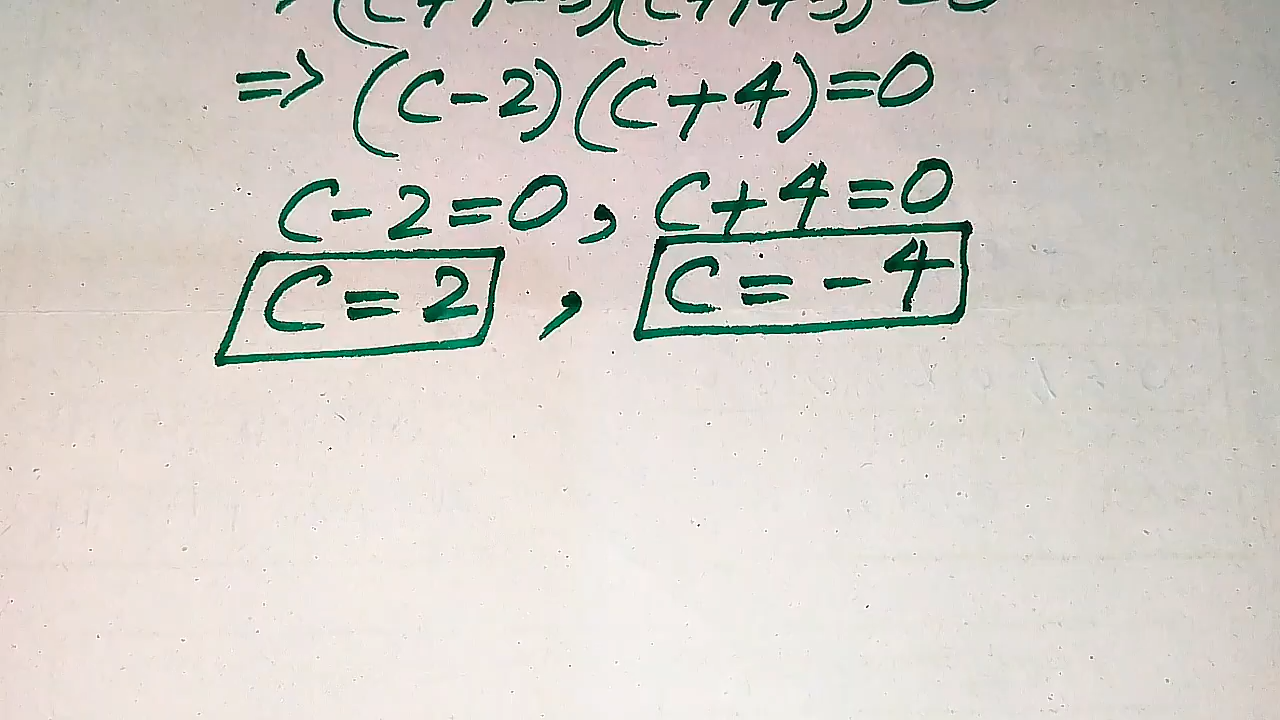 => (C-2)(C+4)=0
C-2=0, C+4=0
C=2, C=-4